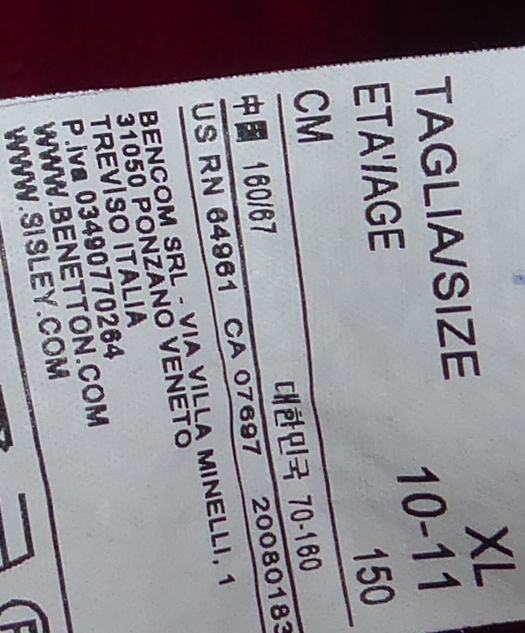 TAGLIA/SIZE XL
ETA'/AGE 10-11
CM 150
中国 160/67 대한민국 70-160
US RN 64961 CA 07697 20080183
BENCOM SRL - VIA VILLA MINELLI, 1
31050 PONZANO VENETO
TREVISO ITALIA
P.iva 03490770264
WWW.BENETTON.COM
WWW.SISLEY.COM